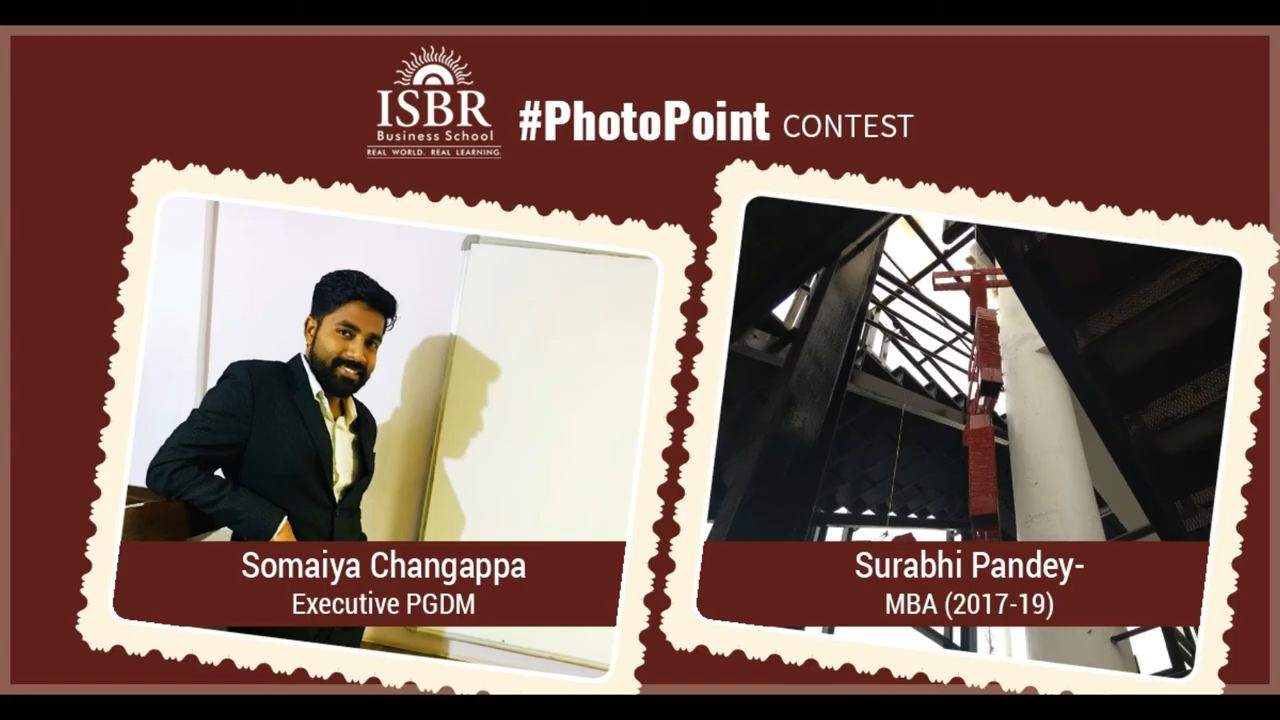 ISBR
Business School
REAL WORLD. REAL LEARNING.
#PhotoPoint CONTEST
Somaiya Changappa
Executive PGDM
Surabhi Pandey-
MBA (2017-19)